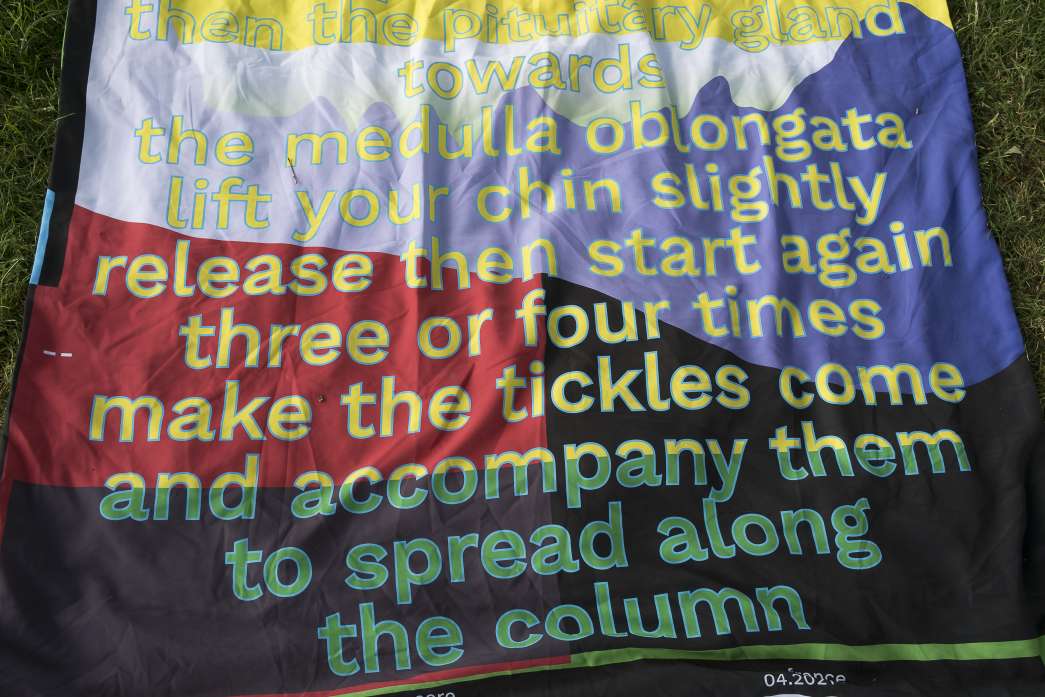 then the pituitary gland
towards
the medulla oblongata
lift your chin slightly
release then start again
three or four times
make the tickles come
and accompany them
to spread along
the column